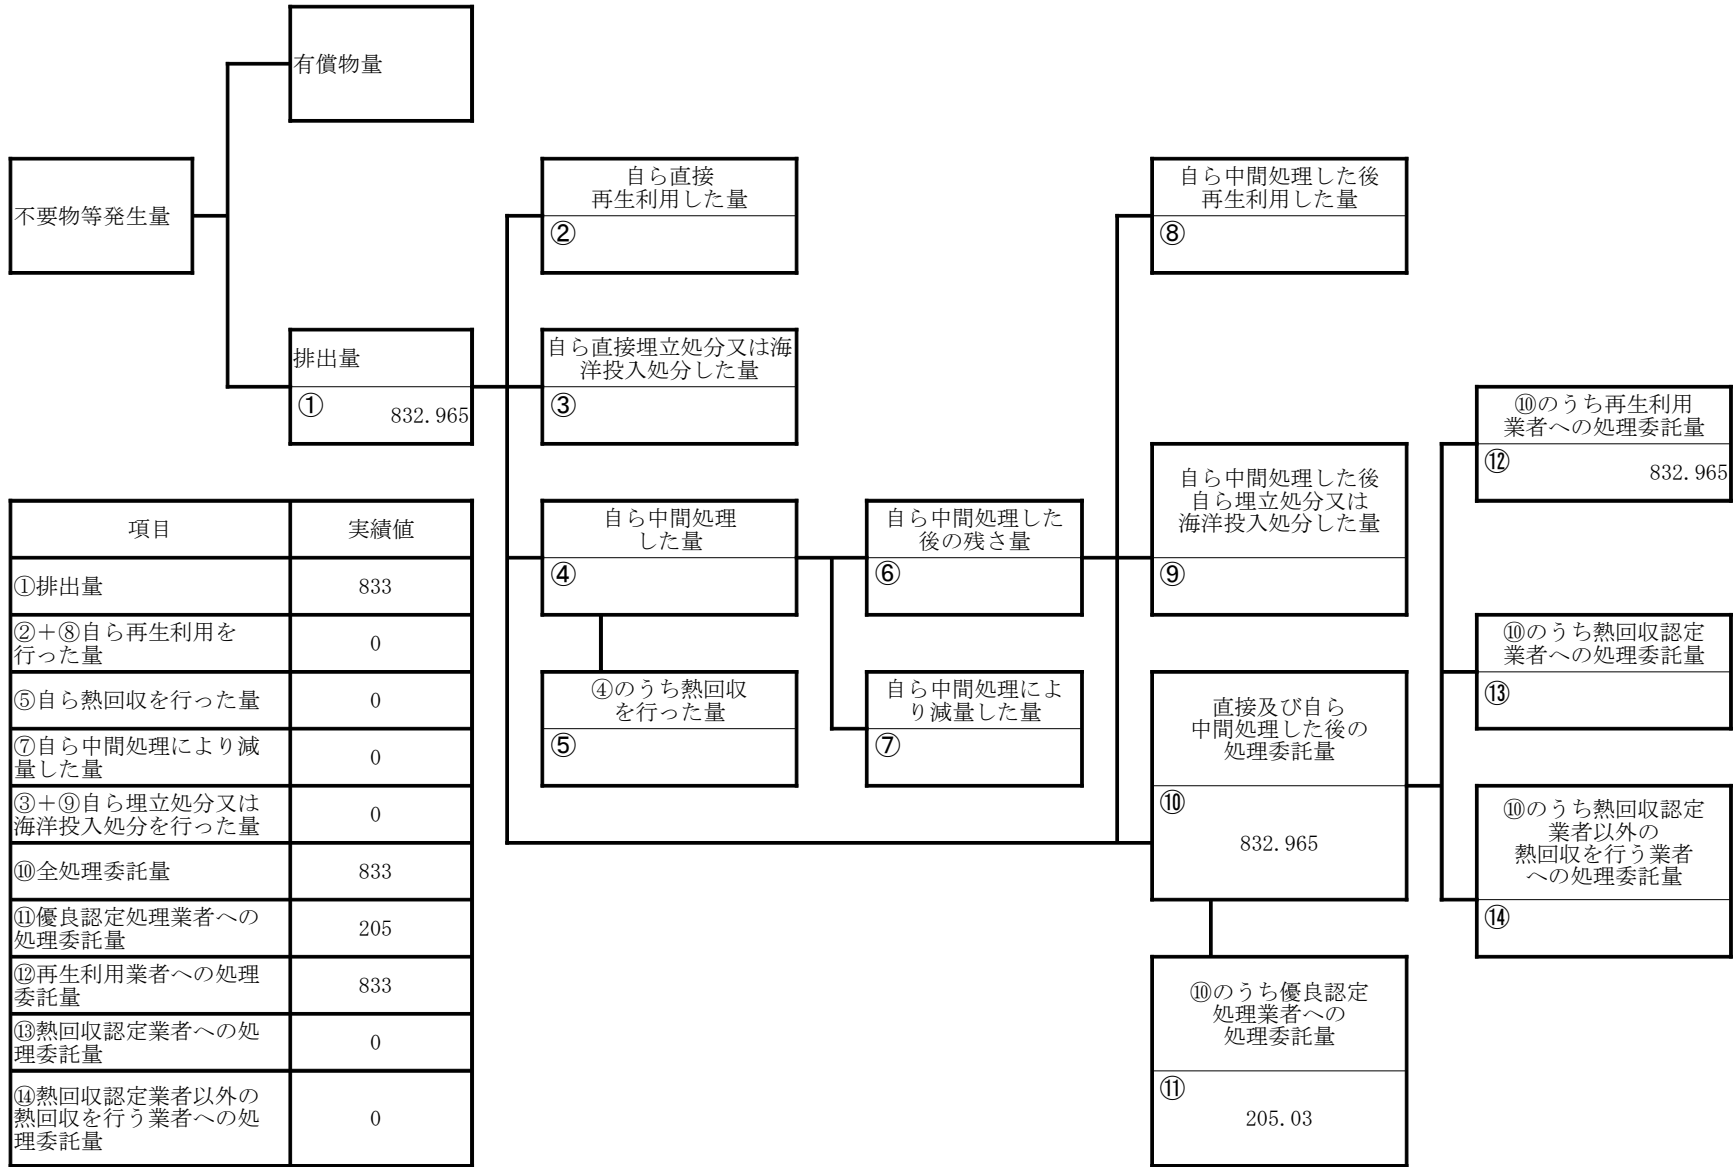 有償物量
不要物等発生量
自ら直接
再生利用した量
②
自ら中間処理した後
再生利用した量
⑧
排出量
①
832.965
自ら直接埋立処分又は海
洋投入処分した量
③
⑩のうち再生利用
業者への処理委託量
⑫
832.965
自ら中間処理
した量
④
自ら中間処理した
後の残さ量
⑥
自ら中間処理した後
自ら埋立処分又は
海洋投入処分した量
⑨
⑩のうち熱回収認定
業者への処理委託量
⑬
④のうち熱回収
を行った量
⑤
自ら中間処理によ
り減量した量
⑦
直接及び自ら
中間処理した後の
処理委託量
⑩
832.965
⑩のうち熱回収認定
業者以外の
熱回収を行う業者
への処理委託量
⑭
⑩のうち優良認定
処理業者への
処理委託量
⑪
205.03
項目 実績値
①排出量 833
②＋⑧自ら再生利用を
行った量 0
⑤自ら熱回収を行った量 0
⑦自ら中間処理により減
量した量 0
③＋⑨自ら埋立処分又は
海洋投入処分を行った量 0
⑩全処理委託量 833
⑪優良認定処理業者への
処理委託量 205
⑫再生利用業者への処理
委託量 833
⑬熱回収認定業者への処
理委託量 0
⑭熱回収認定業者以外の
熱回収を行う業者への処
理委託量 0